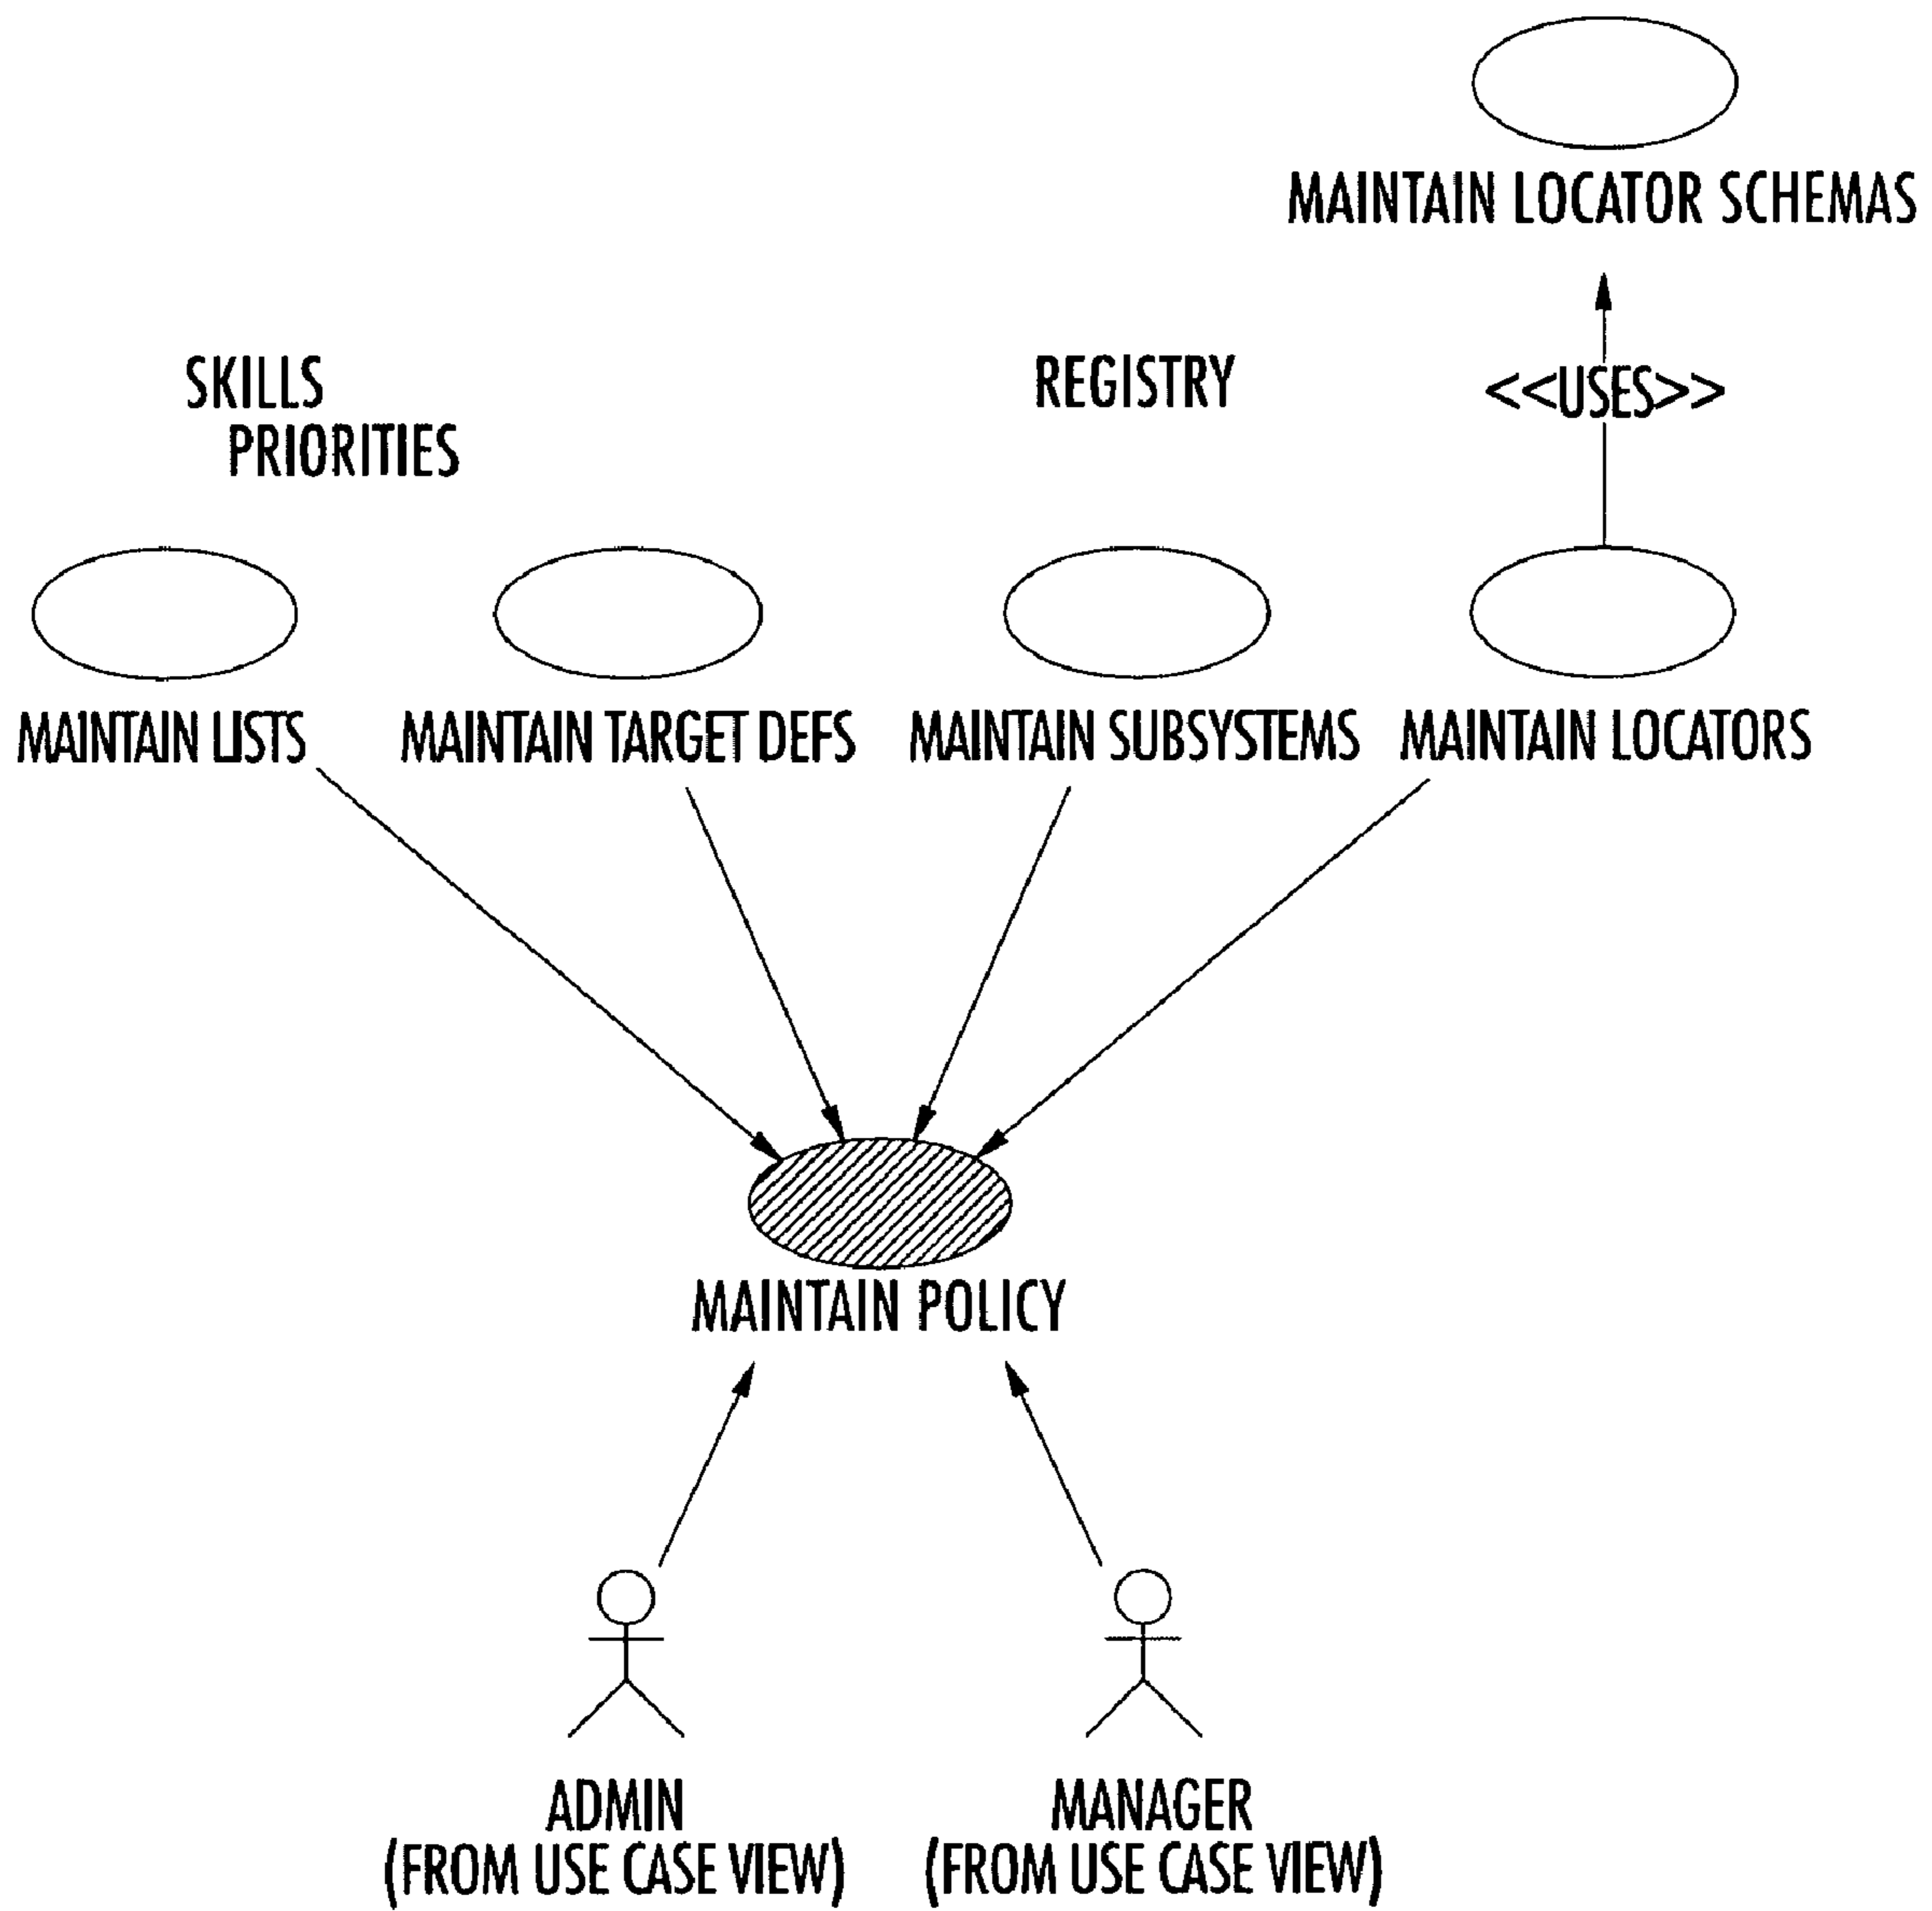 MAINTAIN LOCATOR SCHEMAS
SKILLS
PRIORITIES
REGISTRY
<<USES>>
MAINTAIN LISTS
MAINTAIN TARGET DEFS
MAINTAIN SUBSYSTEMS
MAINTAIN LOCATORS
MAINTAIN POLICY
ADMIN
(FROM USE CASE VIEW)
MANAGER
(FROM USE CASE VIEW)